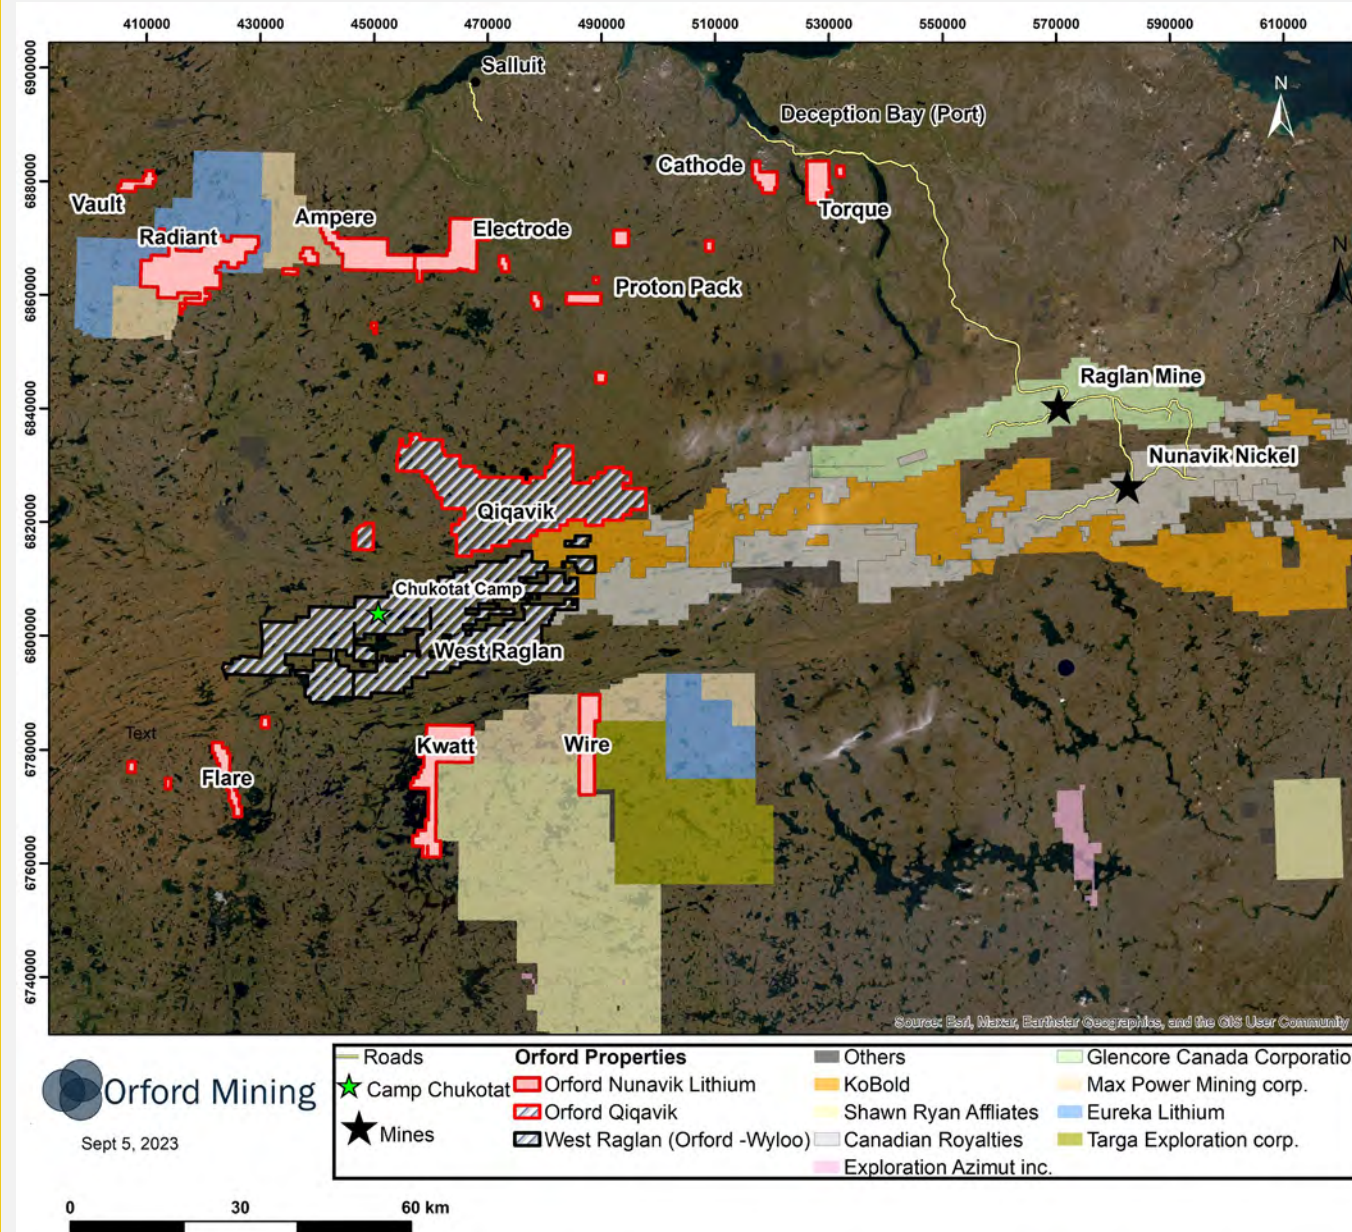 410000 430000 450000 470000 490000 510000 530000 550000 570000 590000 610000
6900000
6880000
6860000
6840000
6820000
6800000
6780000
6760000
6740000
Salluit
Deception Bay (Port)
N
Cathode
Torque
Vault
Ampere
Radiant
Electrode
N
Proton Pack
Raglan Mine
Nunavik Nickel
Qiqavik
Chukotat Camp
West Raglan
Text
Kwatt
Wire
Flare
Source: Esri, Maxar, Earthstar Geographics, and the GIS User Community
Orford Mining
Sept 5, 2023
Roads
Camp Chukotat
Mines
Orford Properties
Orford Nunavik Lithium
Orford Qiqavik
West Raglan (Orford -Wyloo)
Others
KoBold
Shawn Ryan Affliates
Canadian Royalties
Exploration Azimut inc.
Glencore Canada Corporatio
Max Power Mining corp.
Eureka Lithium
Targa Exploration corp.
0 30 60 km